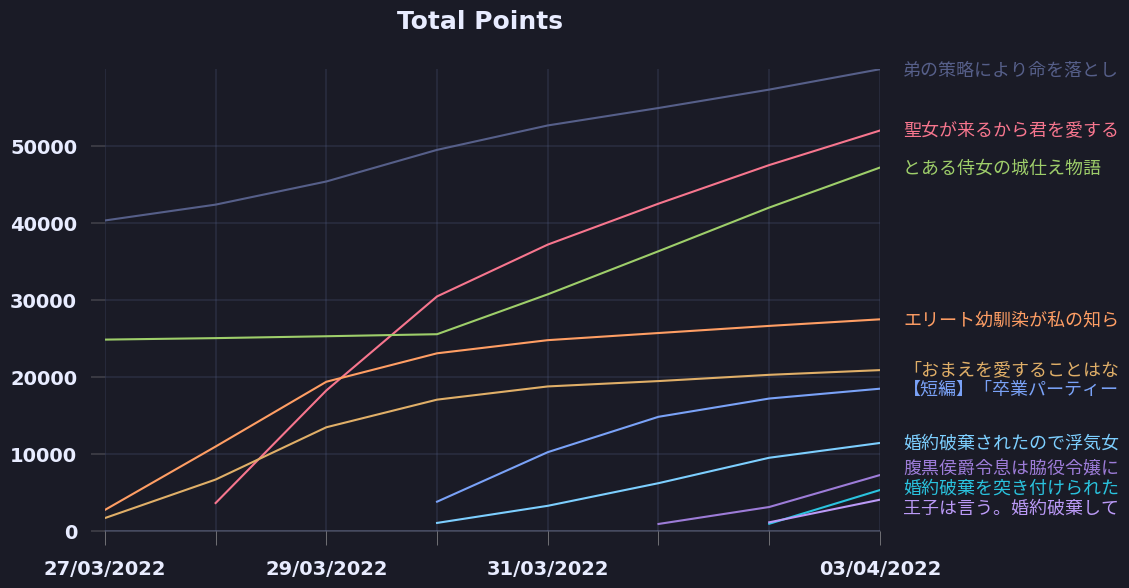 Total Points
弟の策略により命を落とし
聖女が来るから君を愛する
とある侍女の城仕え物語
エリート幼馴染が私の知ら
「おまえを愛することはな
【短編】「卒業パーティー
婚約破棄されたので浮気女
腹黒侯爵令息は脇役令嬢に
婚約破棄を突き付けられた
王子は言う。婚約破棄して
50000
40000
30000
20000
10000
0
27/03/2022
29/03/2022
31/03/2022
03/04/2022